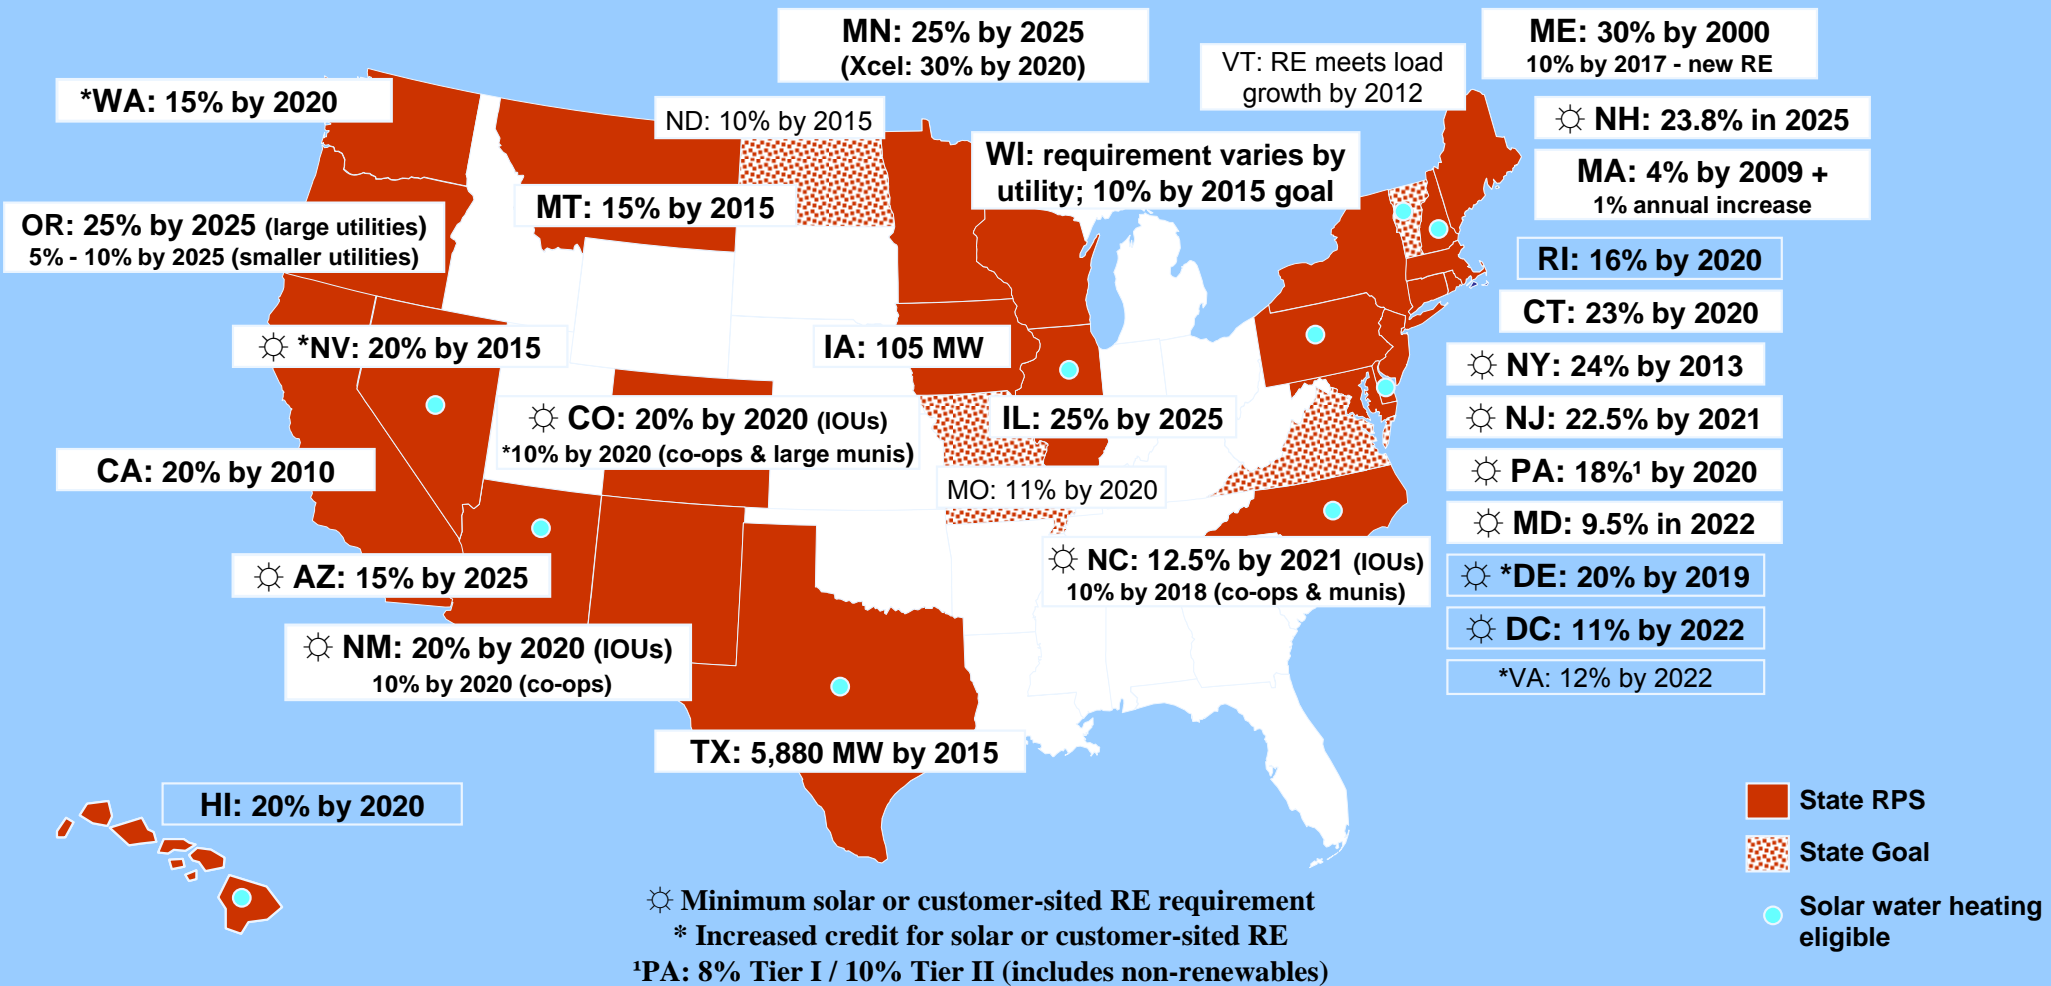 MN: 25% by 2025
(Xcel: 30% by 2020)
ME: 30% by 2000
10% by 2017 - new RE
VT: RE meets load
growth by 2012
*WA: 15% by 2020
ND: 10% by 2015
☼ NH: 23.8% in 2025
WI: requirement varies by
utility; 10% by 2015 goal
MA: 4% by 2009 +
1% annual increase
MT: 15% by 2015
OR: 25% by 2025 (large utilities)
5% - 10% by 2025 (smaller utilities)
RI: 16% by 2020
CT: 23% by 2020
☼ *NV: 20% by 2015
IA: 105 MW
☼ NY: 24% by 2013
☼ CO: 20% by 2020 (IOUs)
*10% by 2020 (co-ops & large munis)
IL: 25% by 2025
☼ NJ: 22.5% by 2021
CA: 20% by 2010
☼ PA: 18%¹ by 2020
MO: 11% by 2020
☼ MD: 9.5% in 2022
☼ AZ: 15% by 2025
☼ NC: 12.5% by 2021 (IOUs)
10% by 2018 (co-ops & munis)
☼ *DE: 20% by 2019
☼ DC: 11% by 2022
☼ NM: 20% by 2020 (IOUs)
10% by 2020 (co-ops)
*VA: 12% by 2022
TX: 5,880 MW by 2015
HI: 20% by 2020
State RPS
State Goal
Solar water heating
eligible
☼ Minimum solar or customer-sited RE requirement
* Increased credit for solar or customer-sited RE
¹PA: 8% Tier I / 10% Tier II (includes non-renewables)